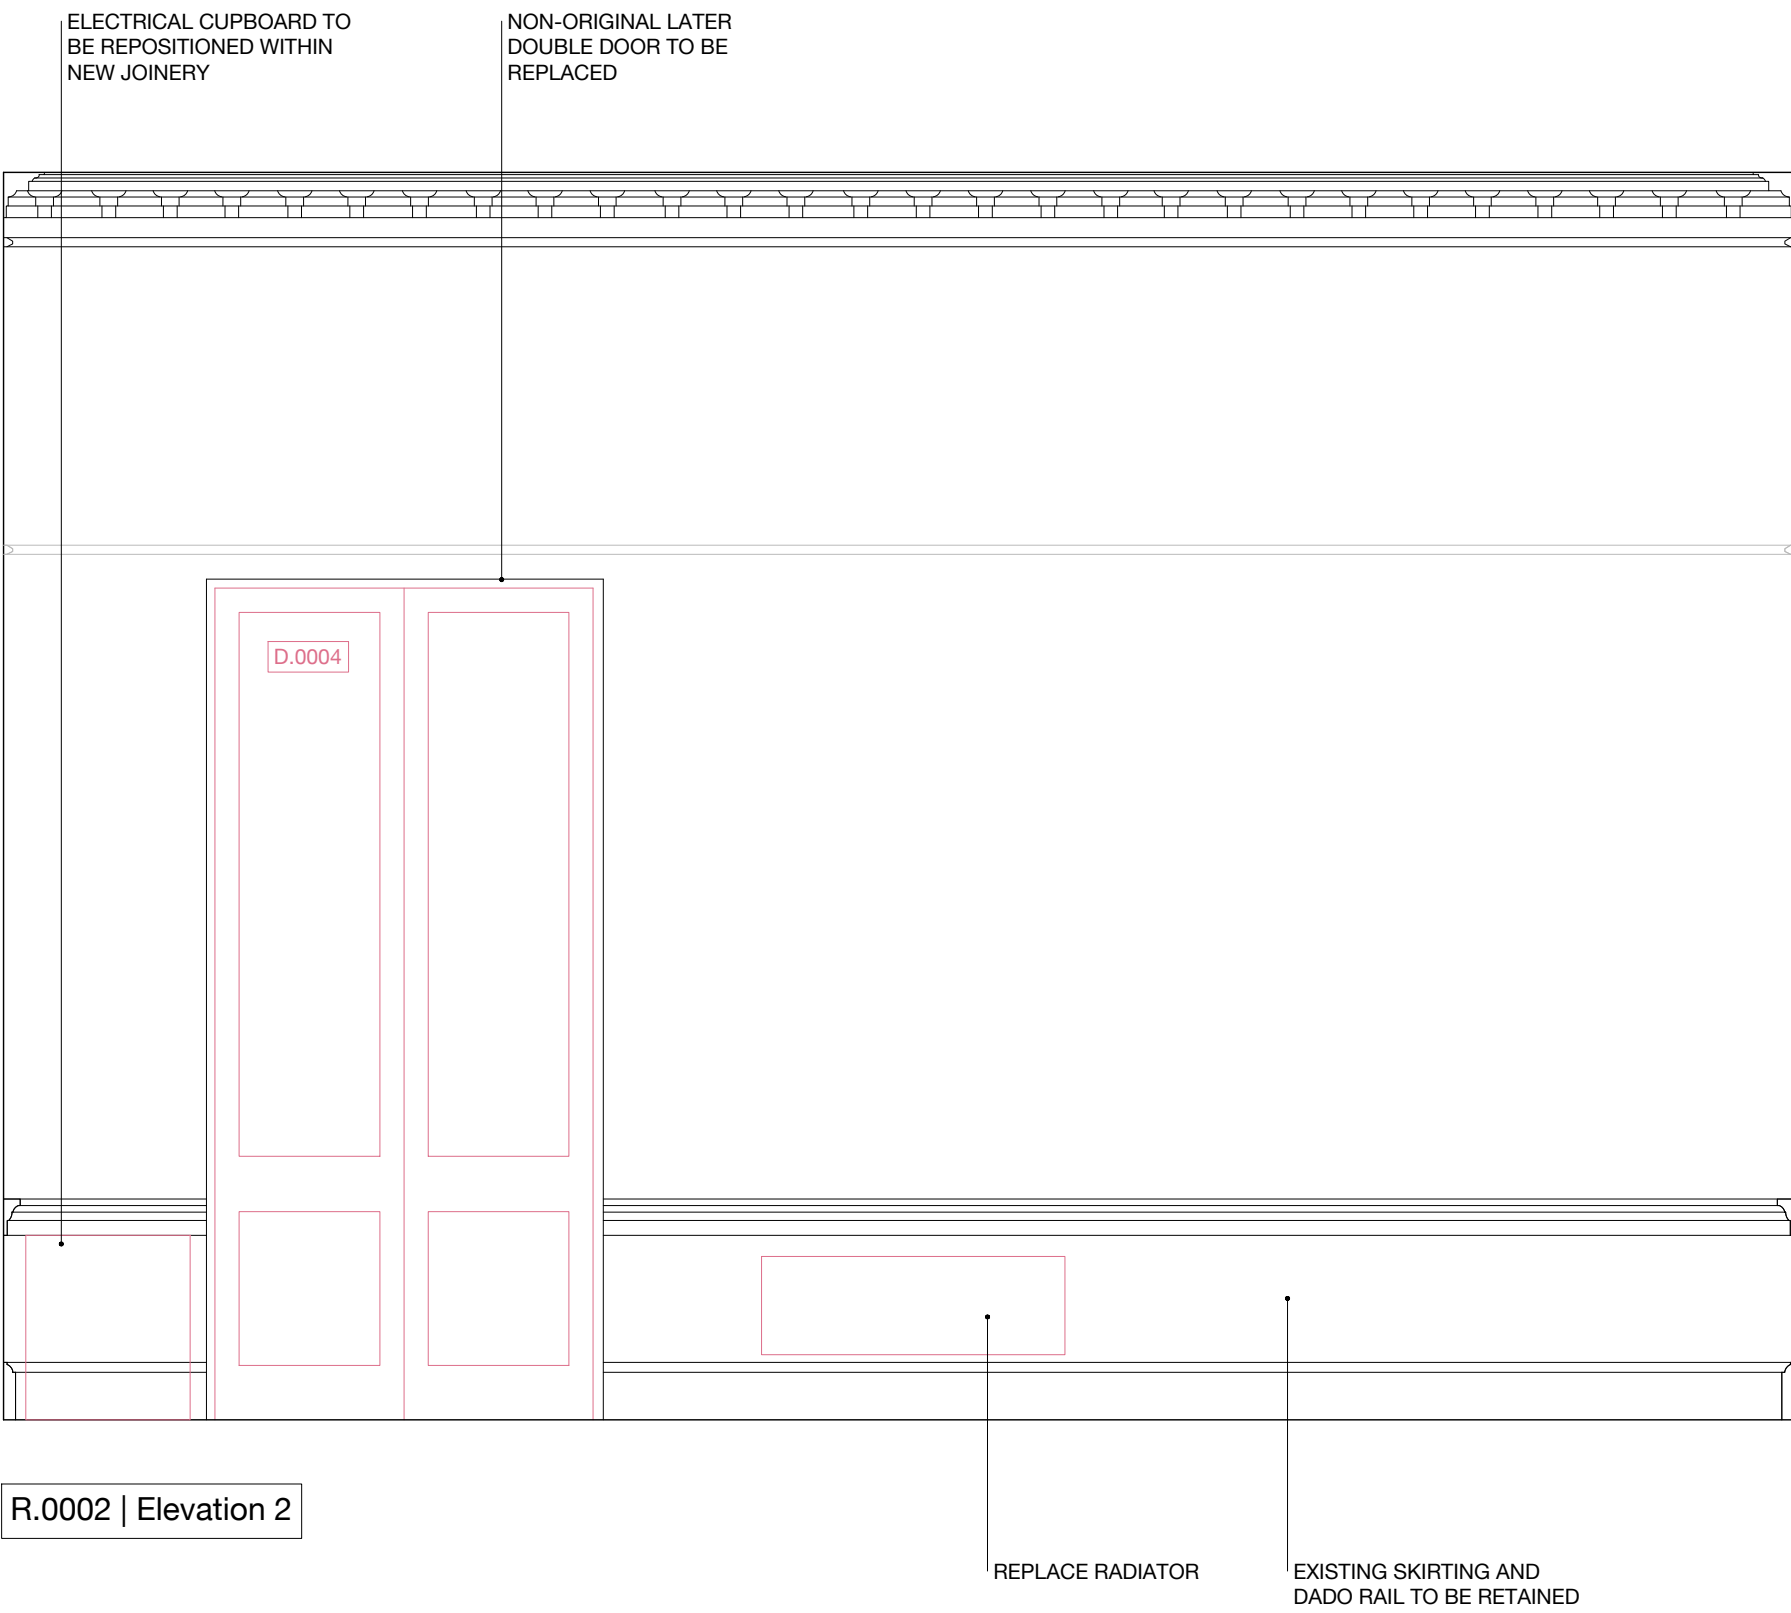 ELECTRICAL CUPBOARD TO
BE REPOSITIONED WITHIN
NEW JOINERY
NON-ORIGINAL LATER
DOUBLE DOOR TO BE
REPLACED
D.0004
R.0002 | Elevation 2
REPLACE RADIATOR
EXISTING SKIRTING AND
DADO RAIL TO BE RETAINED